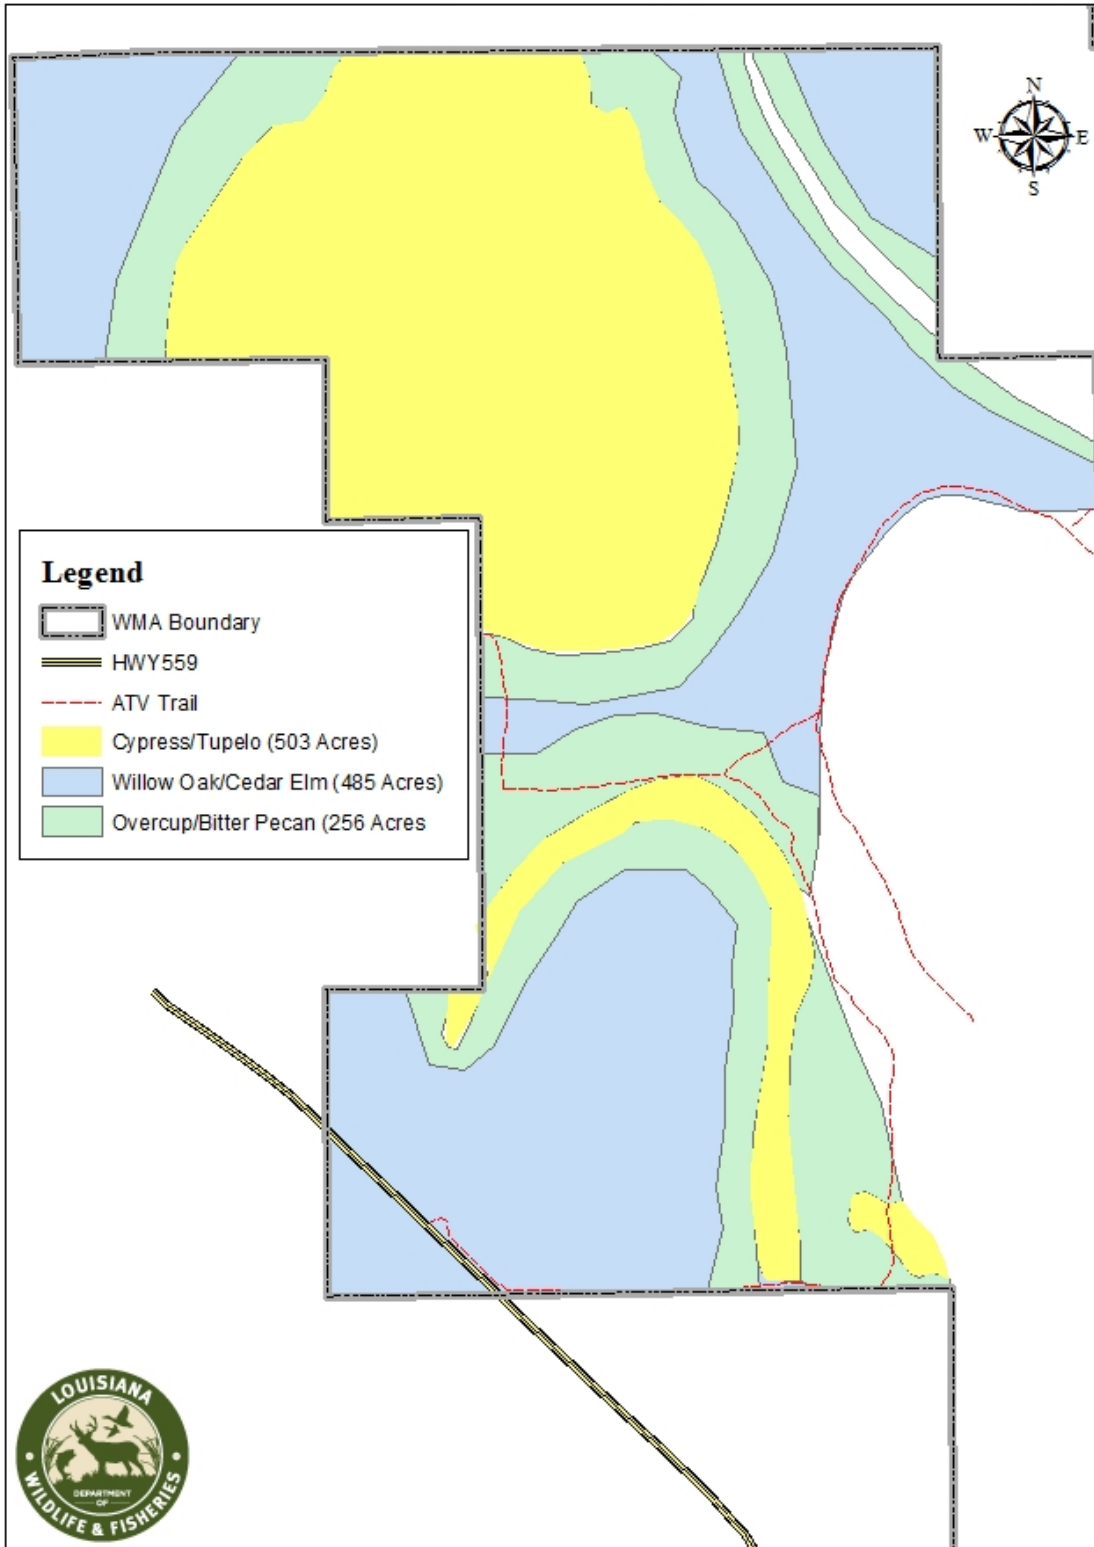 N
W E
S
Legend
WMA Boundary
HWY559
ATV Trail
Cypress/Tupelo (503 Acres)
Willow Oak/Cedar Elm (485 Acres)
Overcup/Bitter Pecan (256 Acres
LOUISIANA
DEPARTMENT
OF
WILDLIFE & FISHERIES